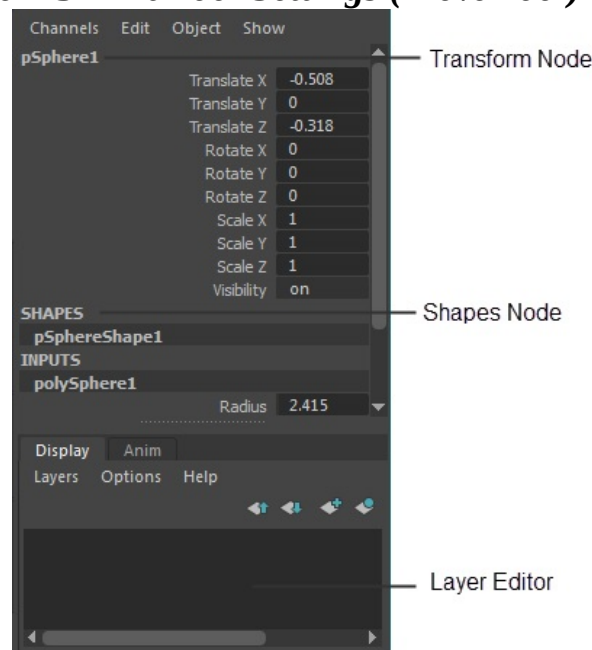 Channels Edit Object Show
pSphere1
Transform Node
Translate X -0.508
Translate Y 0
Translate Z -0.318
Rotate X 0
Rotate Y 0
Rotate Z 0
Scale X 1
Scale Y 1
Scale Z 1
Visibility on
SHAPES
Shapes Node
pSphereShape1
INPUTS
polySphere1
Radius 2.415
Display Anim
Layers Options Help
Layer Editor